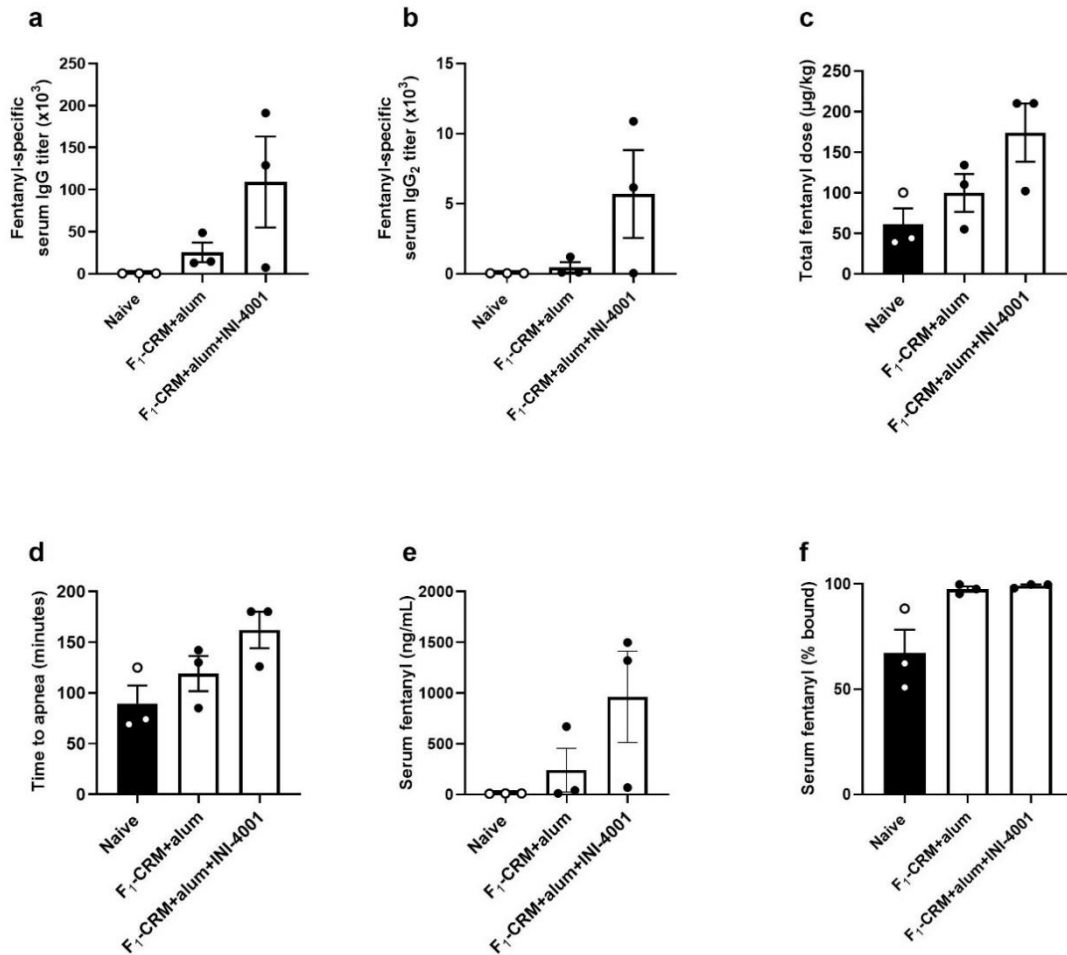 a
Fentanyl-specific
serum IgG titer (x10³)
250
200
150
100
50
0
Naive
F₁-CRM+alum
F₁-CRM+alum+INI-4001
b
Fentanyl-specific
serum IgG₂ titer (x10³)
15
10
5
0
Naive
F₁-CRM+alum
F₁-CRM+alum+INI-4001
c
Total fentanyl dose (µg/kg)
250
200
150
100
50
0
Naive
F₁-CRM+alum
F₁-CRM+alum+INI-4001
d
Time to apnea (minutes)
200
150
100
50
0
Naive
F₁-CRM+alum
F₁-CRM+alum+INI-4001
e
Serum fentanyl (ng/mL)
2000
1500
1000
500
0
Naive
F₁-CRM+alum
F₁-CRM+alum+INI-4001
f
Serum fentanyl (% bound)
100
50
0
Naive
F₁-CRM+alum
F₁-CRM+alum+INI-4001